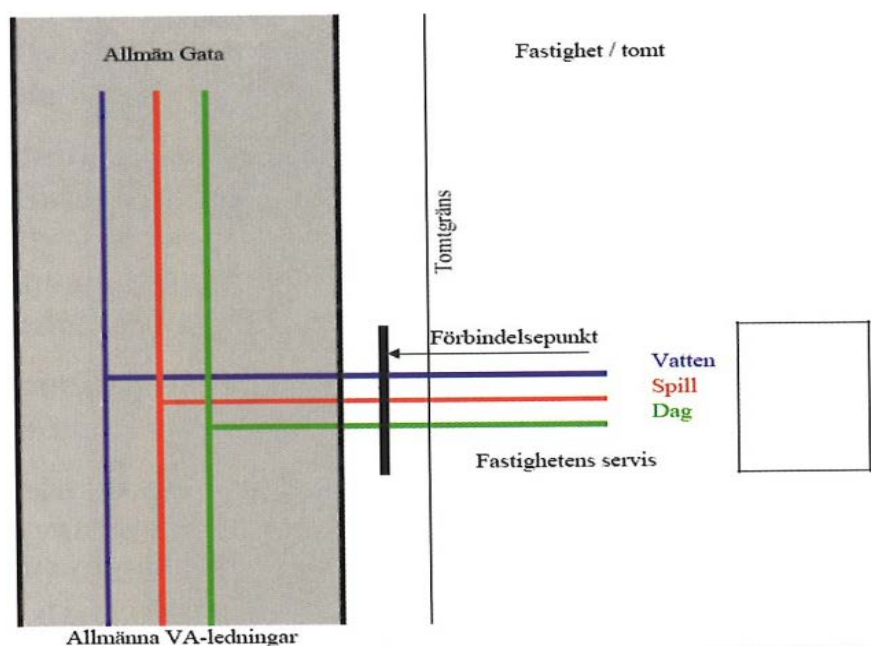 Allmän Gata
Fastighet / tomt
Tomtgräns
Förbindelsepunkt
Vatten
Spill
Dag
Fastighetens servis
Allmänna VA-ledningar